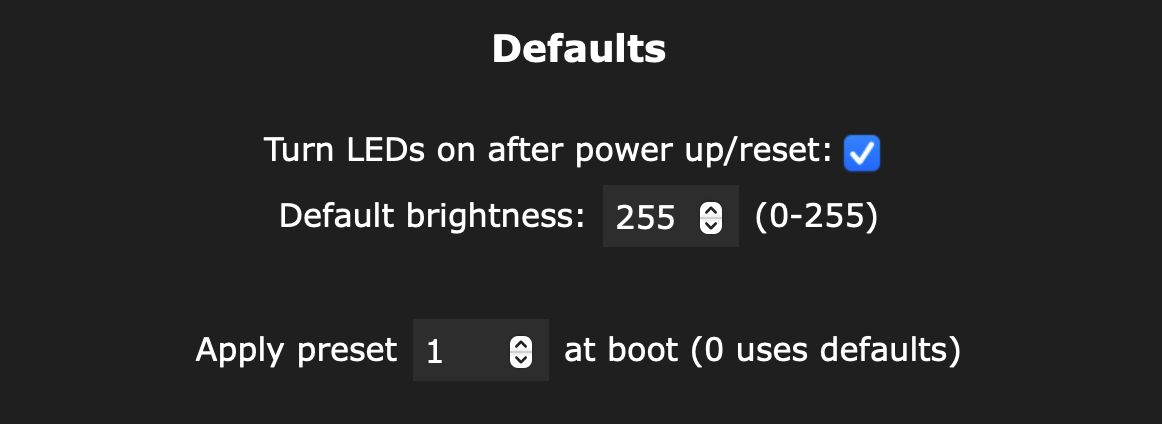 Defaults
Turn LEDs on after power up/reset:
Default brightness: 255 (0-255)
Apply preset 1 at boot (0 uses defaults)